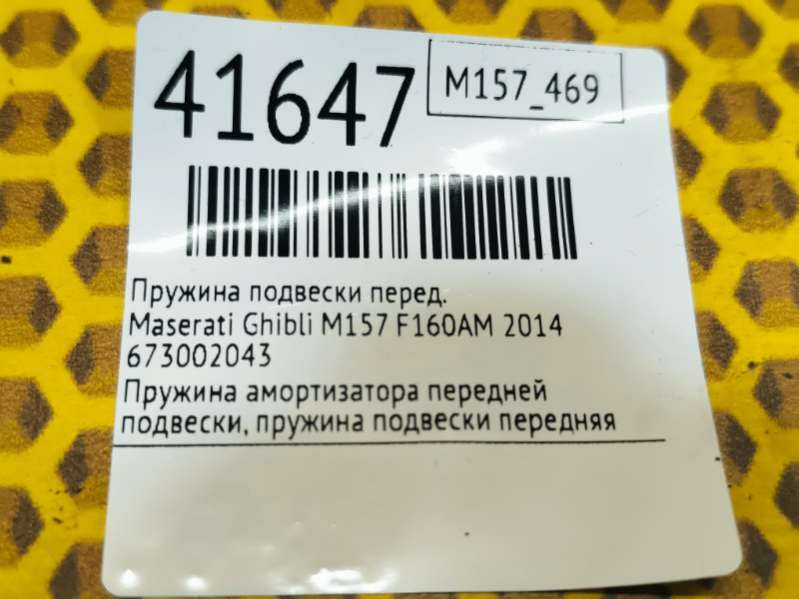 41647
M157_469
Пружина подвески перед.
Maserati Ghibli M157 F160AM 2014
673002043
Пружина амортизатора передней
подвески, пружина подвески передняя